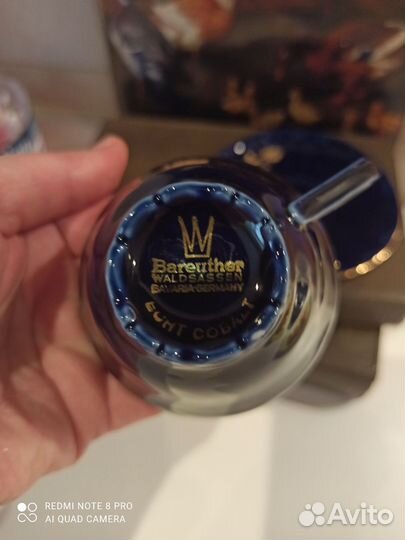 W
Bareuther
WALDSASSEN
BAVARIA GERMANY
ECHT COBALT
REDMI NOTE 8 PRO
AI QUAD CAMERA
Avito